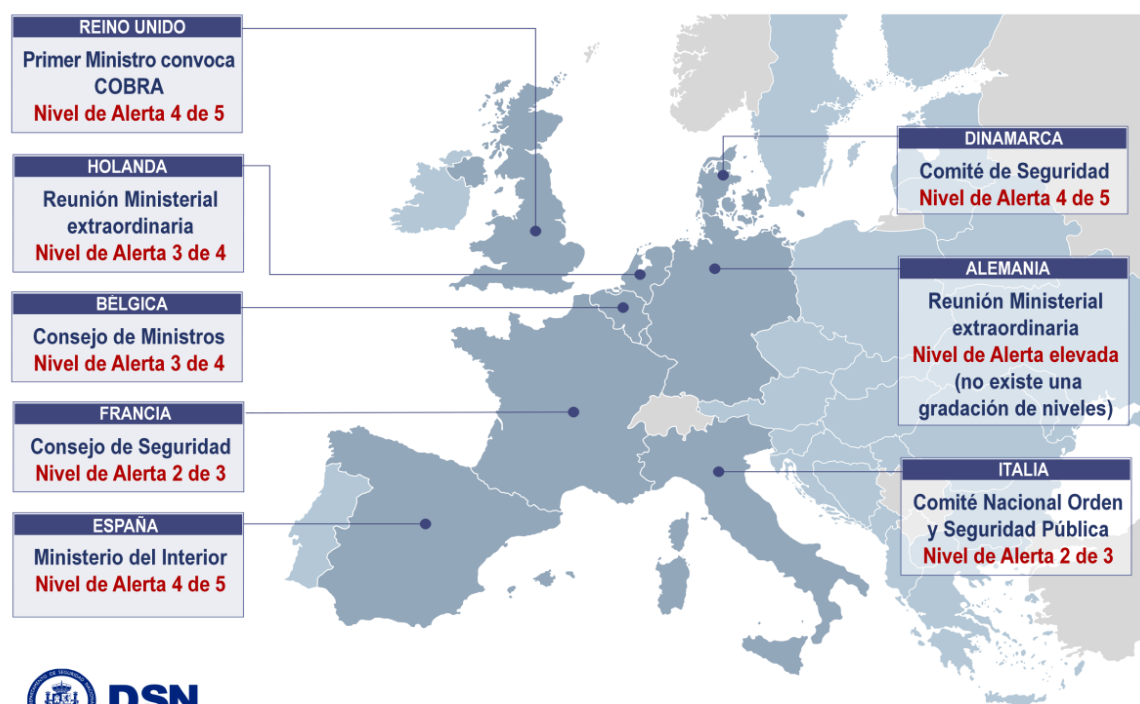 REINO UNIDO
Primer Ministro convoca
COBRA
Nivel de Alerta 4 de 5
HOLANDA
Reunión Ministerial
extraordinaria
Nivel de Alerta 3 de 4
BÉLGICA
Consejo de Ministros
Nivel de Alerta 3 de 4
FRANCIA
Consejo de Seguridad
Nivel de Alerta 2 de 3
ESPAÑA
Ministerio del Interior
Nivel de Alerta 4 de 5
DINAMARCA
Comité de Seguridad
Nivel de Alerta 4 de 5
ALEMANIA
Reunión Ministerial
extraordinaria
Nivel de Alerta elevada
(no existe una
gradación de niveles)
ITALIA
Comité Nacional Orden
y Seguridad Pública
Nivel de Alerta 2 de 3
DSN